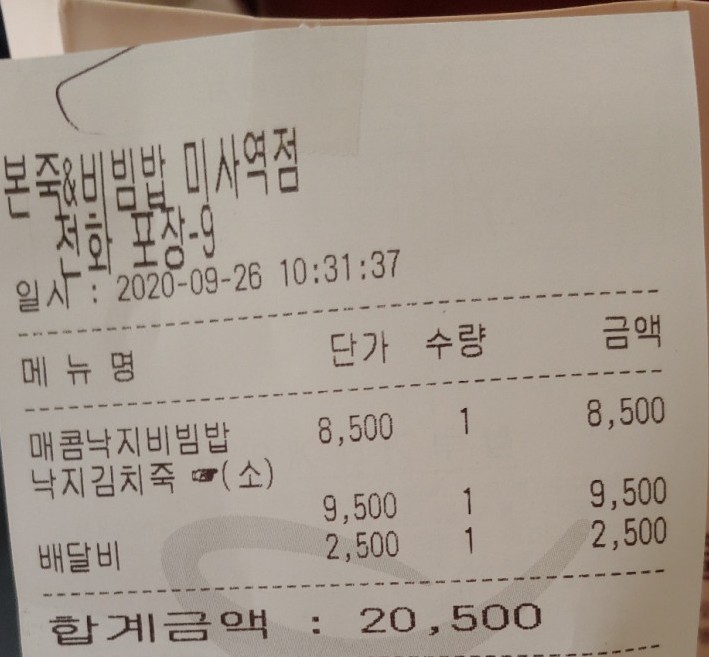 본죽&비빔밥 미사역점
전화 포장-9
일시 : 2020-09-26 10:31:37
메 뉴 명 단가 수량 금액
매콤낙지비빔밥 8,500 1 8,500
낙지김치죽 ☞(소)
9,500 1 9,500
배달비 2,500 1 2,500
합계금액 : 20,500